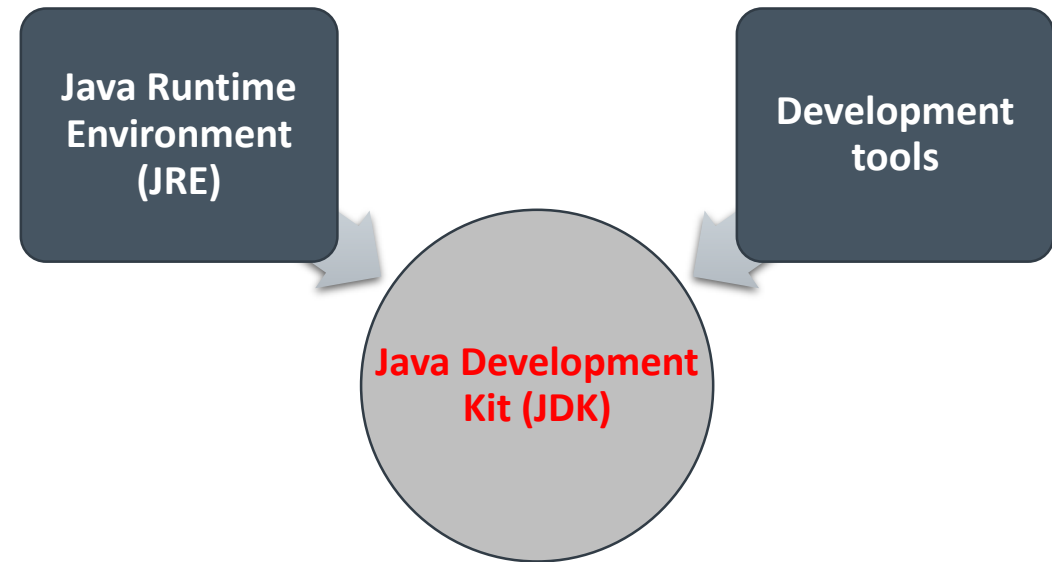 Java Runtime
Environment
(JRE)
Development
tools
Java Development
Kit (JDK)